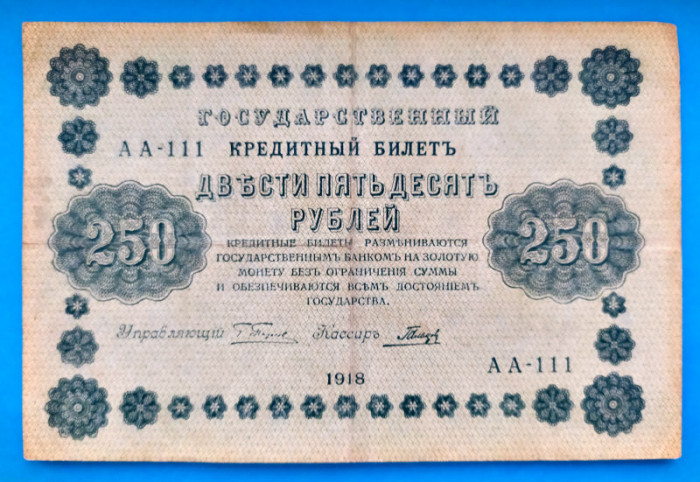 ГОСУДАРСТВЕННЫЙ
АА-111 КРЕДИТНЫЙ БИЛЕТЪ
ДВѢСТИ ПЯТЬДЕСЯТЪ
РУБЛЕЙ
250
250
КРЕДИТНЫЕ БИЛЕТЫ РАЗМѢНИВАЮТСЯ
ГОСУДАРСТВЕННЫМЪ БАНКОМЪ НА ЗОЛОТУЮ
МОНЕТУ БЕЗЪ ОГРАНИЧЕНІЯ СУММЫ
И ОБЕЗПЕЧИВАЮТСЯ ВСѢМЪ ДОСТОЯНІЕМЪ
ГОСУДАРСТВА.
Управляющій Кассиръ
АА-111
1918